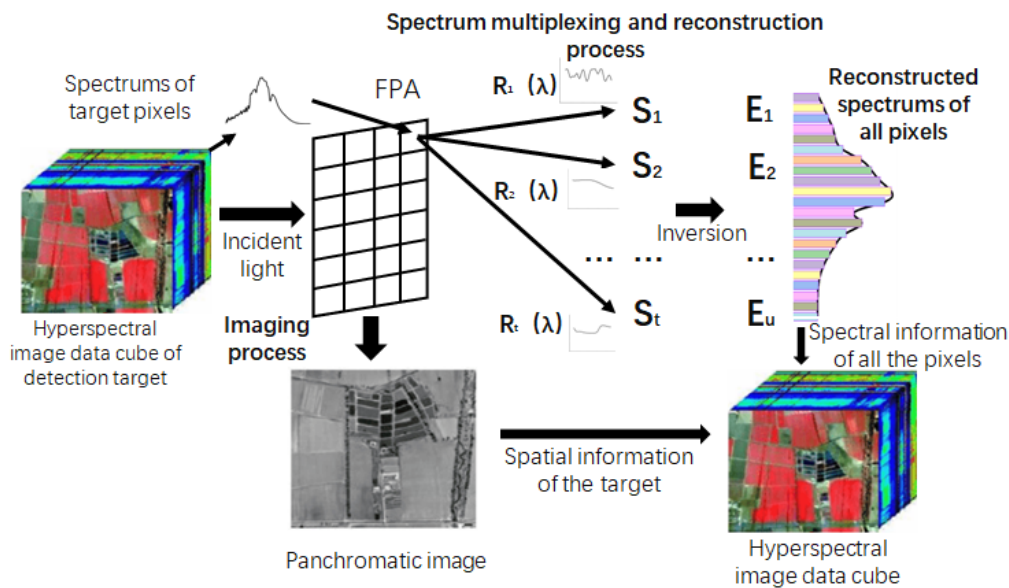 Spectrum multiplexing and reconstruction
process
Spectrums of
target pixels
FPA
R₁ (λ)
S₁
E₁
Reconstructed
spectrums of
all pixels
S₂
E₂
R₂ (λ)
Incident
light
Inversion
... ...
...
Imaging
process
Rₜ (λ)
Sₜ
Eᵤ
Hyperspectral
image data cube of
detection target
Spectral information
of all the pixels
Spatial information
of the target
Panchromatic image
Hyperspectral
image data cube